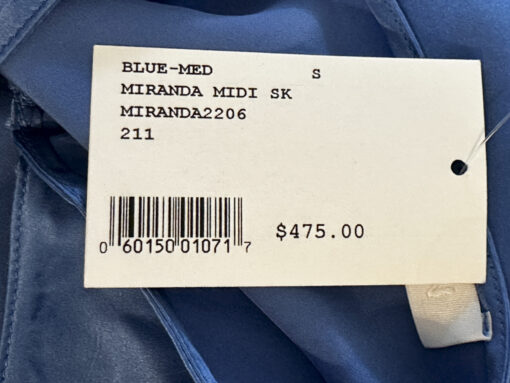 BLUE-MED S
MIRANDA MIDI SK
MIRANDA2206
211
$475.00
0 60150 01071 7